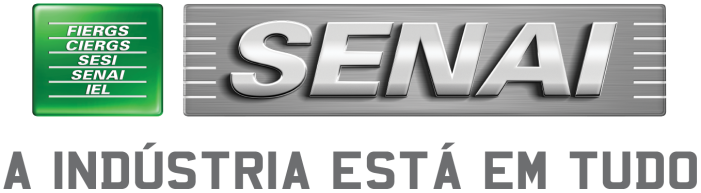 FIERGS
CIERGS
SESI
SENAI
IEL
SENAI
A INDÚSTRIA ESTÁ EM TUDO